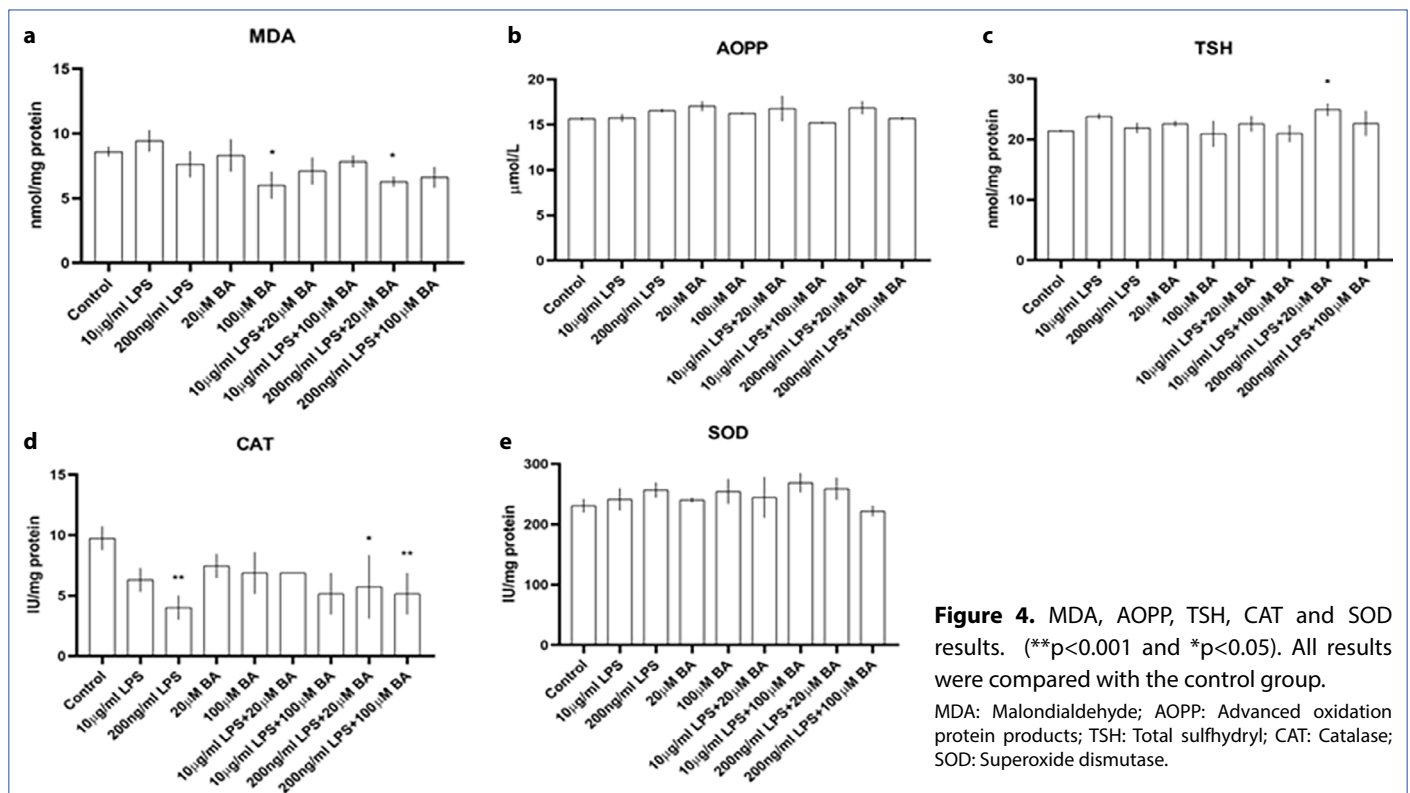 a
MDA
nmol/mg protein
15
10
5
0
*
*
Control
10μg/ml LPS
200ng/ml LPS
20μM BA
100μM BA
10μg/ml LPS+20μM BA
10μg/ml LPS+100μM BA
200ng/ml LPS+20μM BA
200ng/ml LPS+100μM BA
b
AOPP
μmol/L
20
15
10
5
0
Control
10μg/ml LPS
200ng/ml LPS
20μM BA
100μM BA
10μg/ml LPS+20μM BA
10μg/ml LPS+100μM BA
200ng/ml LPS+20μM BA
200ng/ml LPS+100μM BA
c
TSH
nmol/mg protein
30
20
10
0
*
Control
10μg/ml LPS
200ng/ml LPS
20μM BA
100μM BA
10μg/ml LPS+20μM BA
10μg/ml LPS+100μM BA
200ng/ml LPS+20μM BA
200ng/ml LPS+100μM BA
d
CAT
IU/mg protein
15
10
5
0
**
*
**
Control
10μg/ml LPS
200ng/ml LPS
20μM BA
100μM BA
10μg/ml LPS+20μM BA
10μg/ml LPS+100μM BA
200ng/ml LPS+20μM BA
200ng/ml LPS+100μM BA
e
SOD
IU/mg protein
300
200
100
0
Control
10μg/ml LPS
200ng/ml LPS
20μM BA
100μM BA
10μg/ml LPS+20μM BA
10μg/ml LPS+100μM BA
200ng/ml LPS+20μM BA
200ng/ml LPS+100μM BA
Figure 4. MDA, AOPP, TSH, CAT and SOD
results. (**p<0.001 and *p<0.05). All results
were compared with the control group.
MDA: Malondialdehyde; AOPP: Advanced oxidation
protein products; TSH: Total sulfhydryl; CAT: Catalase;
SOD: Superoxide dismutase.